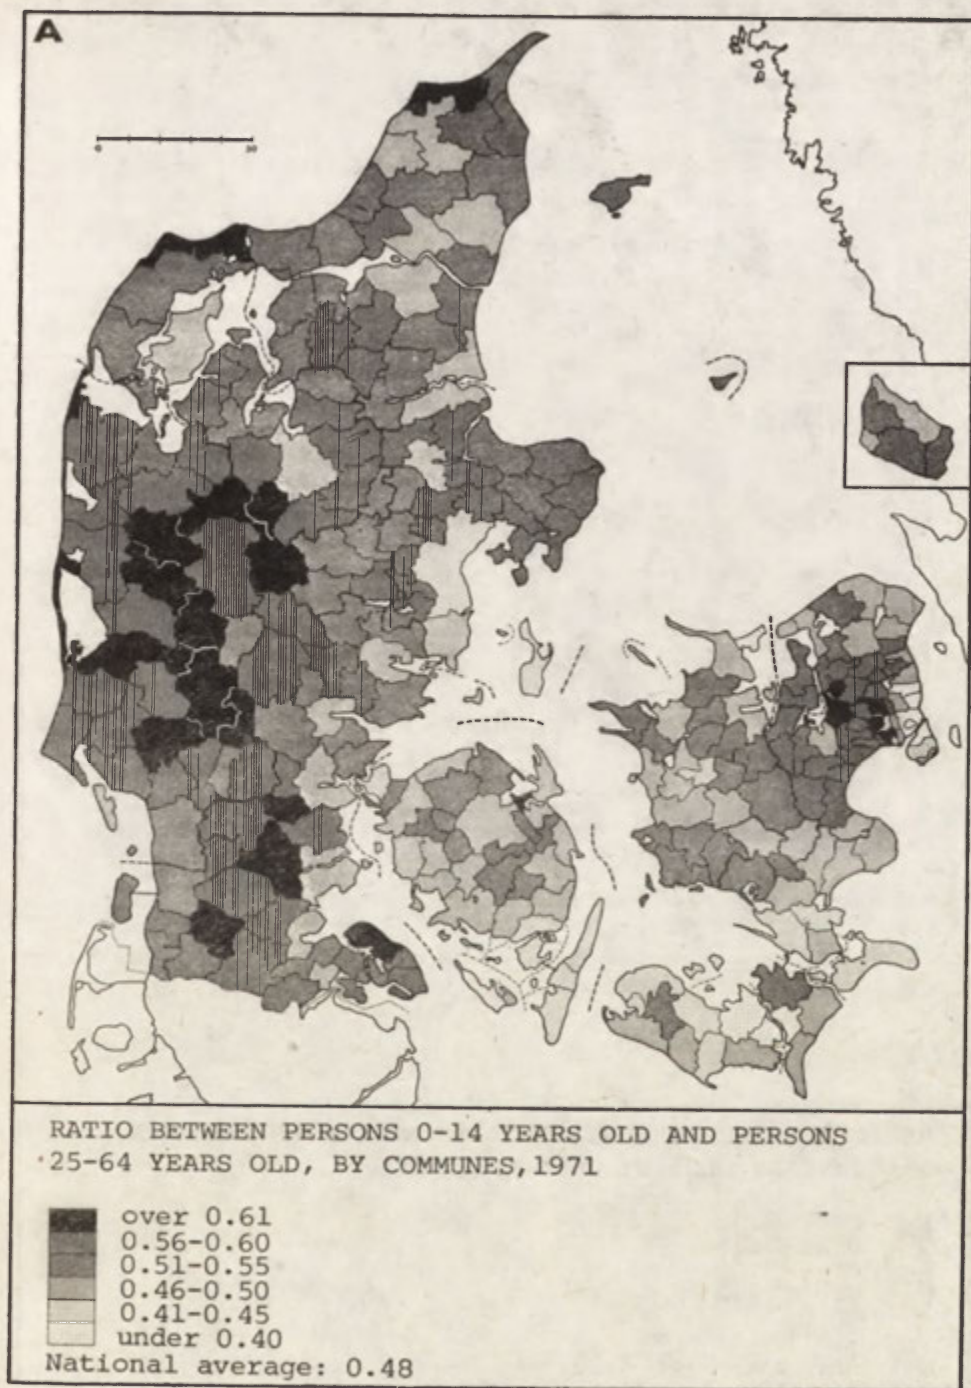 A
0
50
RATIO BETWEEN PERSONS 0-14 YEARS OLD AND PERSONS
25-64 YEARS OLD, BY COMMUNES,1971
over 0.61
0.56-0.60
0.51-0.55
0.46-0.50
0.41-0.45
under 0.40
National average: 0.48